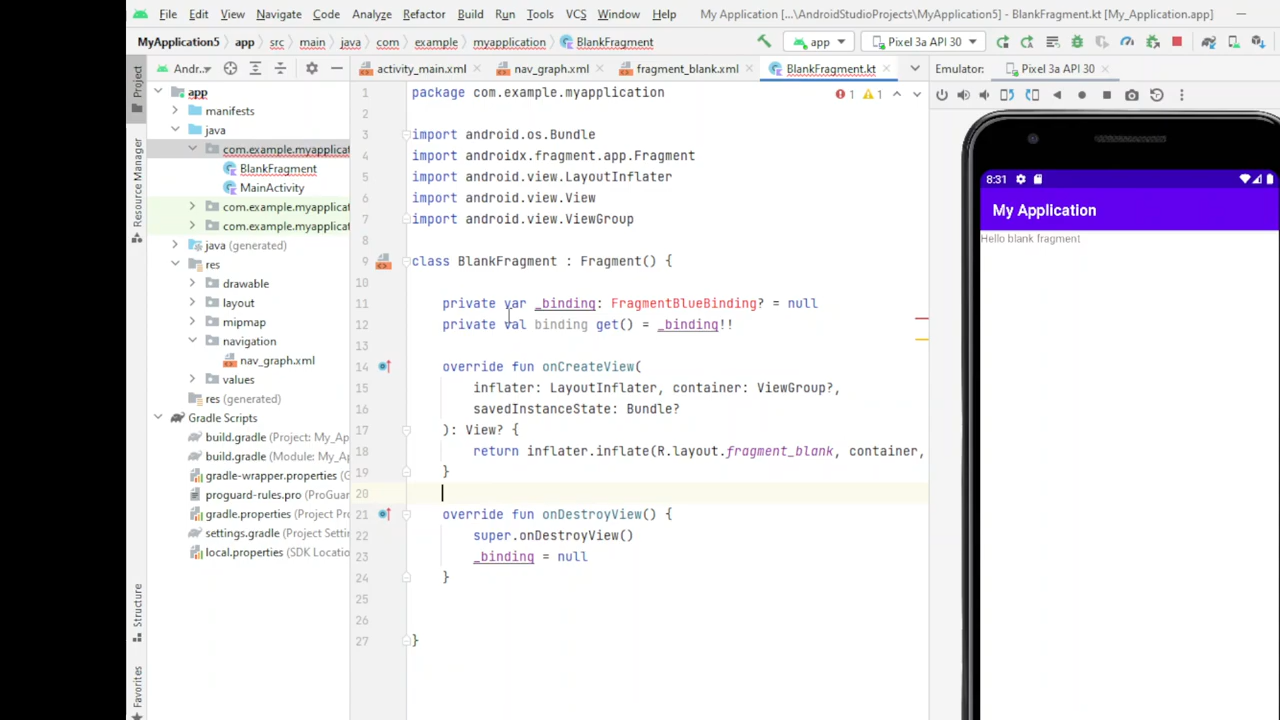 File Edit View Navigate Code Analyze Refactor Build Run Tools VCS Window Help My Application [...\AndroidStudioProjects\MyApplication5] - BlankFragment.kt [My_Application.app]
MyApplication5 app src main java com example myapplication BlankFragment app Pixel 3a API 30
Project Andr... activity_main.xml nav_graph.xml fragment_blank.xml BlankFragment.kt Emulator: Pixel 3a API 30
app
manifests
java
com.example.myapplicat
BlankFragment
MainActivity
com.example.myapplicat
com.example.myapplicat
java (generated)
res
drawable
layout
mipmap
navigation
nav_graph.xml
values
res (generated)
Gradle Scripts
build.gradle (Project: My_Ap
build.gradle (Module: My_Ap
gradle-wrapper.properties (G
proguard-rules.pro (ProGuar
gradle.properties (Project Pro
settings.gradle (Project Settin
local.properties (SDK Locatio
Resource Manager
Structure
Favorites
1 package com.example.myapplication
1 1
2
3 import android.os.Bundle
4 import androidx.fragment.app.Fragment
5 import android.view.LayoutInflater
6 import android.view.View
7 import android.view.ViewGroup
8
9 class BlankFragment : Fragment() {
10
11 private var _binding: FragmentBlueBinding? = null
12 private val binding get() = _binding!!
13
14 override fun onCreateView(
15 inflater: LayoutInflater, container: ViewGroup?,
16 savedInstanceState: Bundle?
17 ): View? {
18 return inflater.inflate(R.layout.fragment_blank, container,
19 }
20
21 override fun onDestroyView() {
22 super.onDestroyView()
23 _binding = null
24 }
25
26
27 }
8:31
My Application
Hello blank fragment